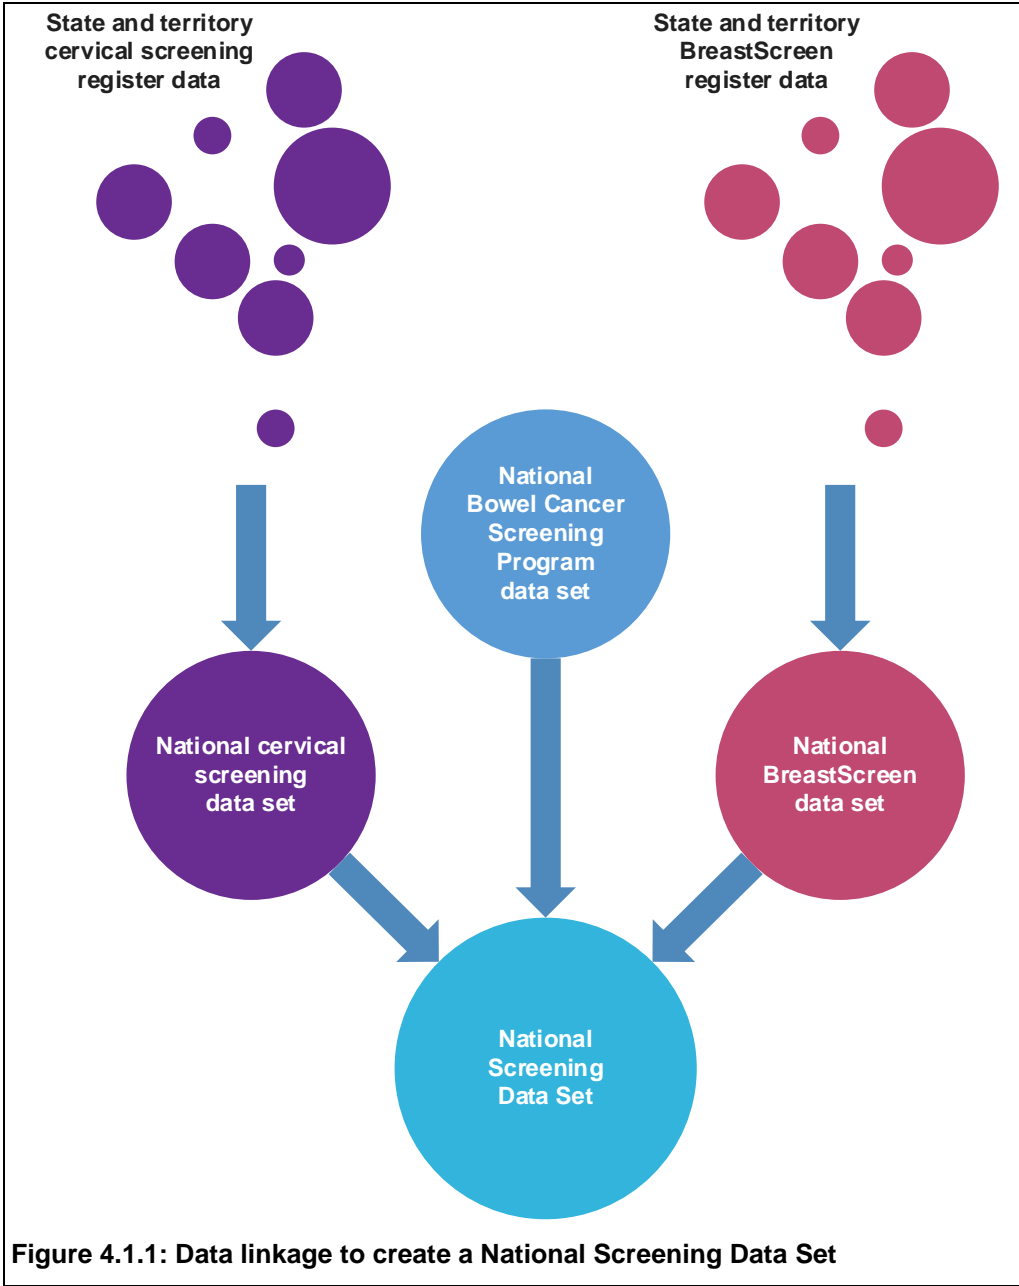 State and territory
cervical screening
register data
State and territory
BreastScreen
register data
National
Bowel Cancer
Screening
Program
data set
National cervical
screening
data set
National
BreastScreen
data set
National
Screening
Data Set
Figure 4.1.1: Data linkage to create a National Screening Data Set